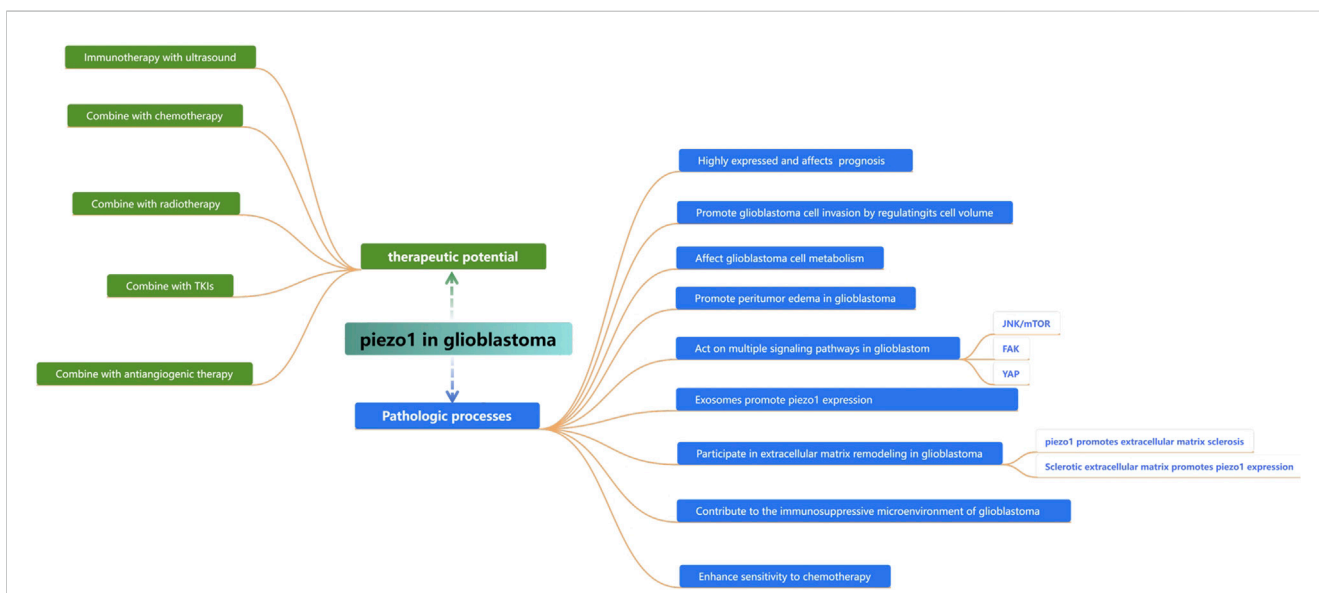 Immunotherapy with ultrasound
Combine with chemotherapy
Combine with radiotherapy
Combine with TKIs
Combine with antiangiogenic therapy
therapeutic potential
piezo1 in glioblastoma
Pathologic processes
Highly expressed and affects prognosis
Promote glioblastoma cell invasion by regulatingits cell volume
Affect glioblastoma cell metabolism
Promote peritumor edema in glioblastoma
Act on multiple signaling pathways in glioblastom
JNK/mTOR
FAK
YAP
Exosomes promote piezo1 expression
Participate in extracellular matrix remodeling in glioblastoma
piezo1 promotes extracellular matrix sclerosis
Sclerotic extracellular matrix promotes piezo1 expression
Contribute to the immunosuppressive microenvironment of glioblastoma
Enhance sensitivity to chemotherapy